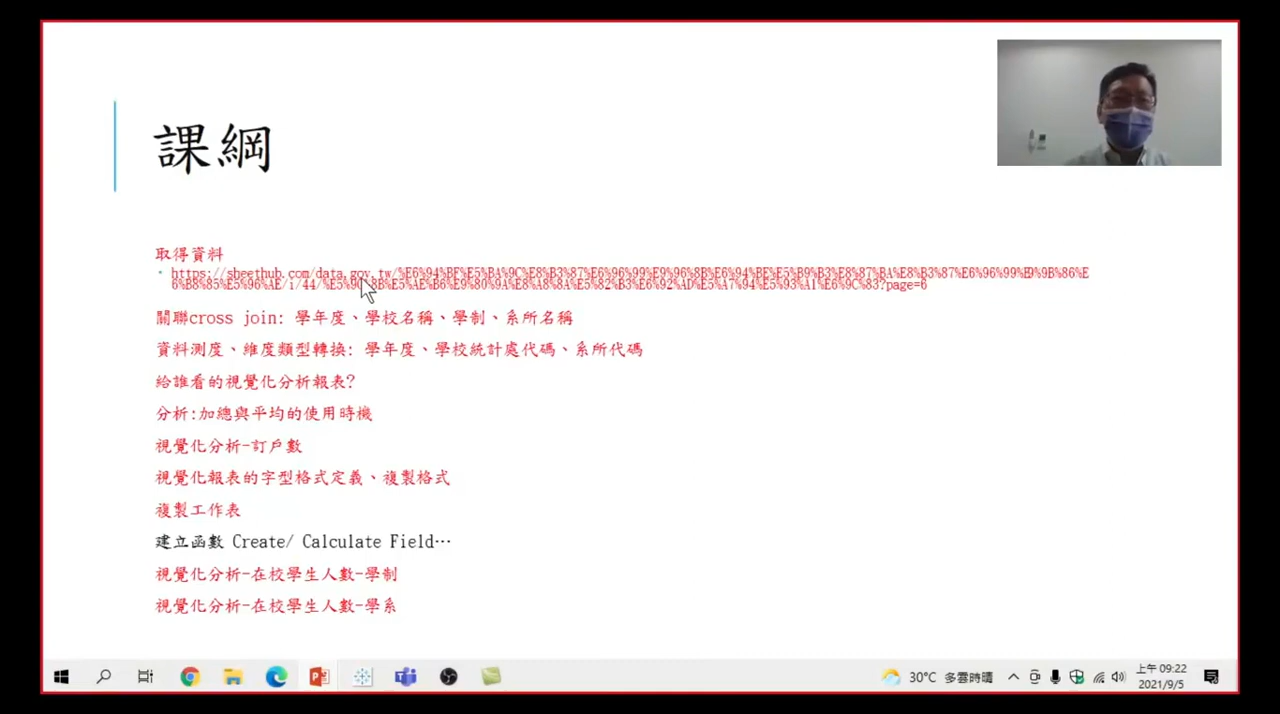 課綱
取得資料
關聯cross join: 學年度、學校名稱、學制、系所名稱
資料測度、維度類型轉換: 學年度、學校統計處代碼、系所代碼
給誰看的視覺化分析報表?
分析:加總與平均的使用時機
視覺化分析-訂戶數
視覺化報表的字型格式定義、複製格式
複製工作表
建立函數 Create/ Calculate Field…
視覺化分析-在校學生人數-學制
視覺化分析-在校學生人數-學系
30°C 多雲時晴
上午 09:22
2021/9/5